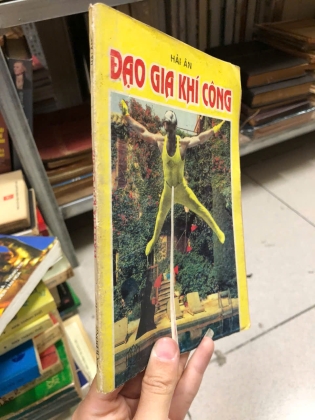 HẢI ÂN
ĐẠO GIA KHÍ CÔNG